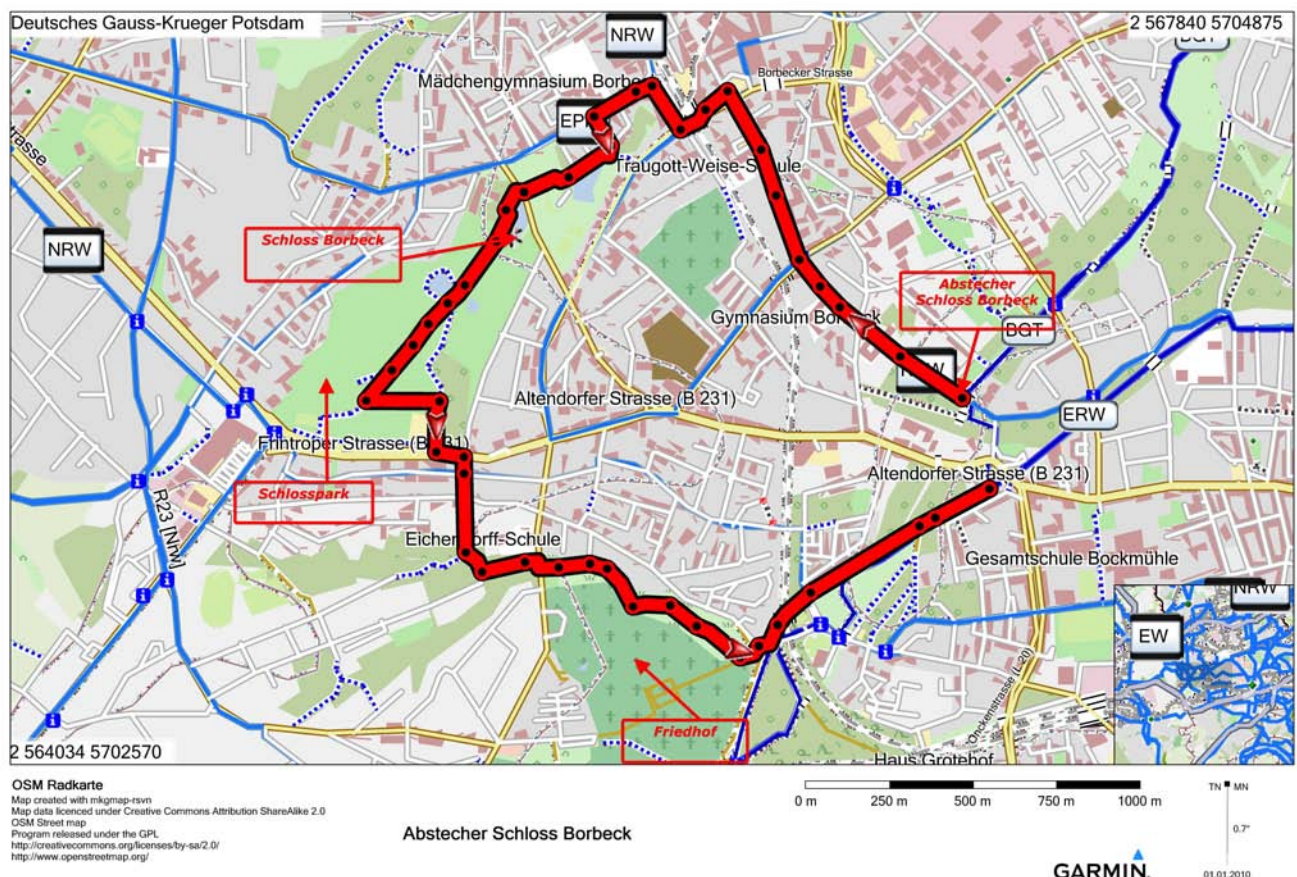 Deutsches Gauss-Krueger Potsdam
2 567840 5704875
NRW
BGT
Borbecker Strasse
Mädchengymnasium Borbeck
Traugott-Weise-Schule
Schloss Borbeck
NRW
Abstecher
Schloss Borbeck
Gymnasium Borbeck
BGT
Altendorfer Strasse (B 231)
ERW
Frintroper Strasse (B 231)
Altendorfer Strasse (B 231)
Schlosspark
R23 [Nrw]
Eichendorff-Schule
Gesamtschule Bockmühle
NRW
EW
Onckenstrasse (L 20)
Friedhof
2 564034 5702570
Haus Grotehof
OSM Radkarte
Map created with mkgmap-rsvn
Map data licenced under Creative Commons Attribution ShareAlike 2.0
OSM Street map
Program released under the GPL
http://creativecommons.org/licenses/by-sa/2.0/
http://www.openstreetmap.org/
Abstecher Schloss Borbeck
0 m 250 m 500 m 750 m 1000 m
TN MN
0.7°
GARMIN.
01.01.2010